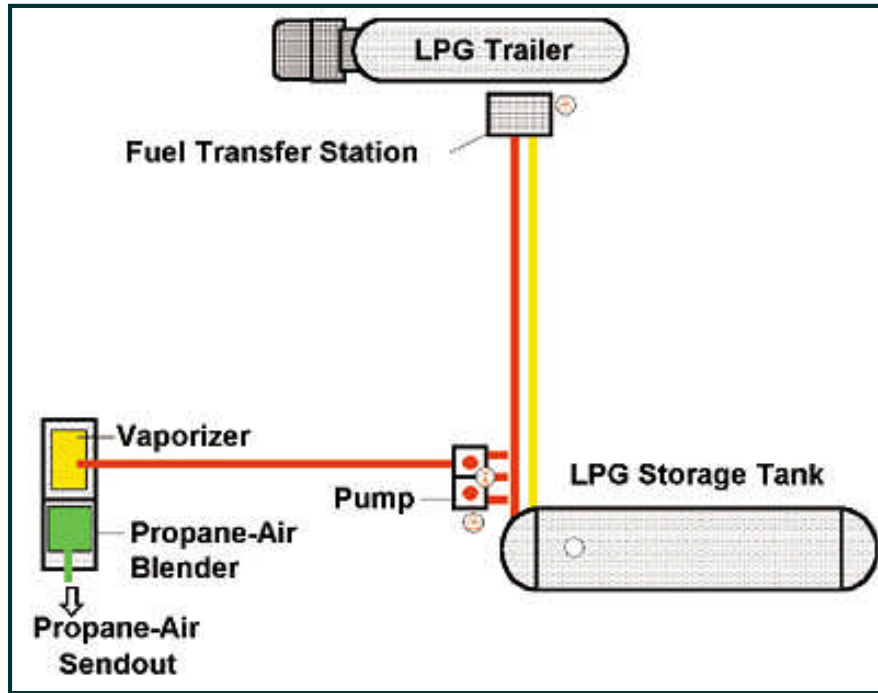 LPG Trailer
Fuel Transfer Station
Vaporizer
LPG Storage Tank
Pump
Propane-Air
Blender
Propane-Air
Sendout